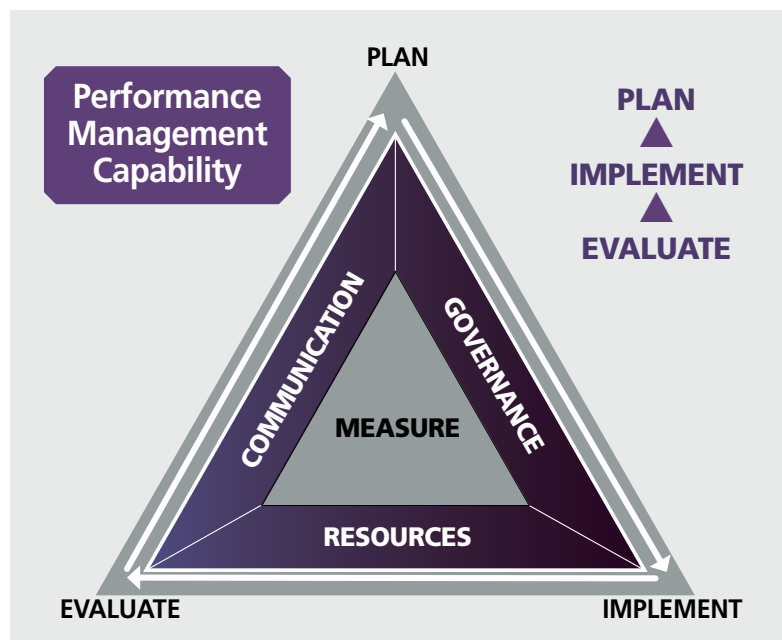 PLAN
Performance
Management
Capability
PLAN
IMPLEMENT
EVALUATE
COMMUNICATION
GOVERNANCE
MEASURE
RESOURCES
EVALUATE
IMPLEMENT